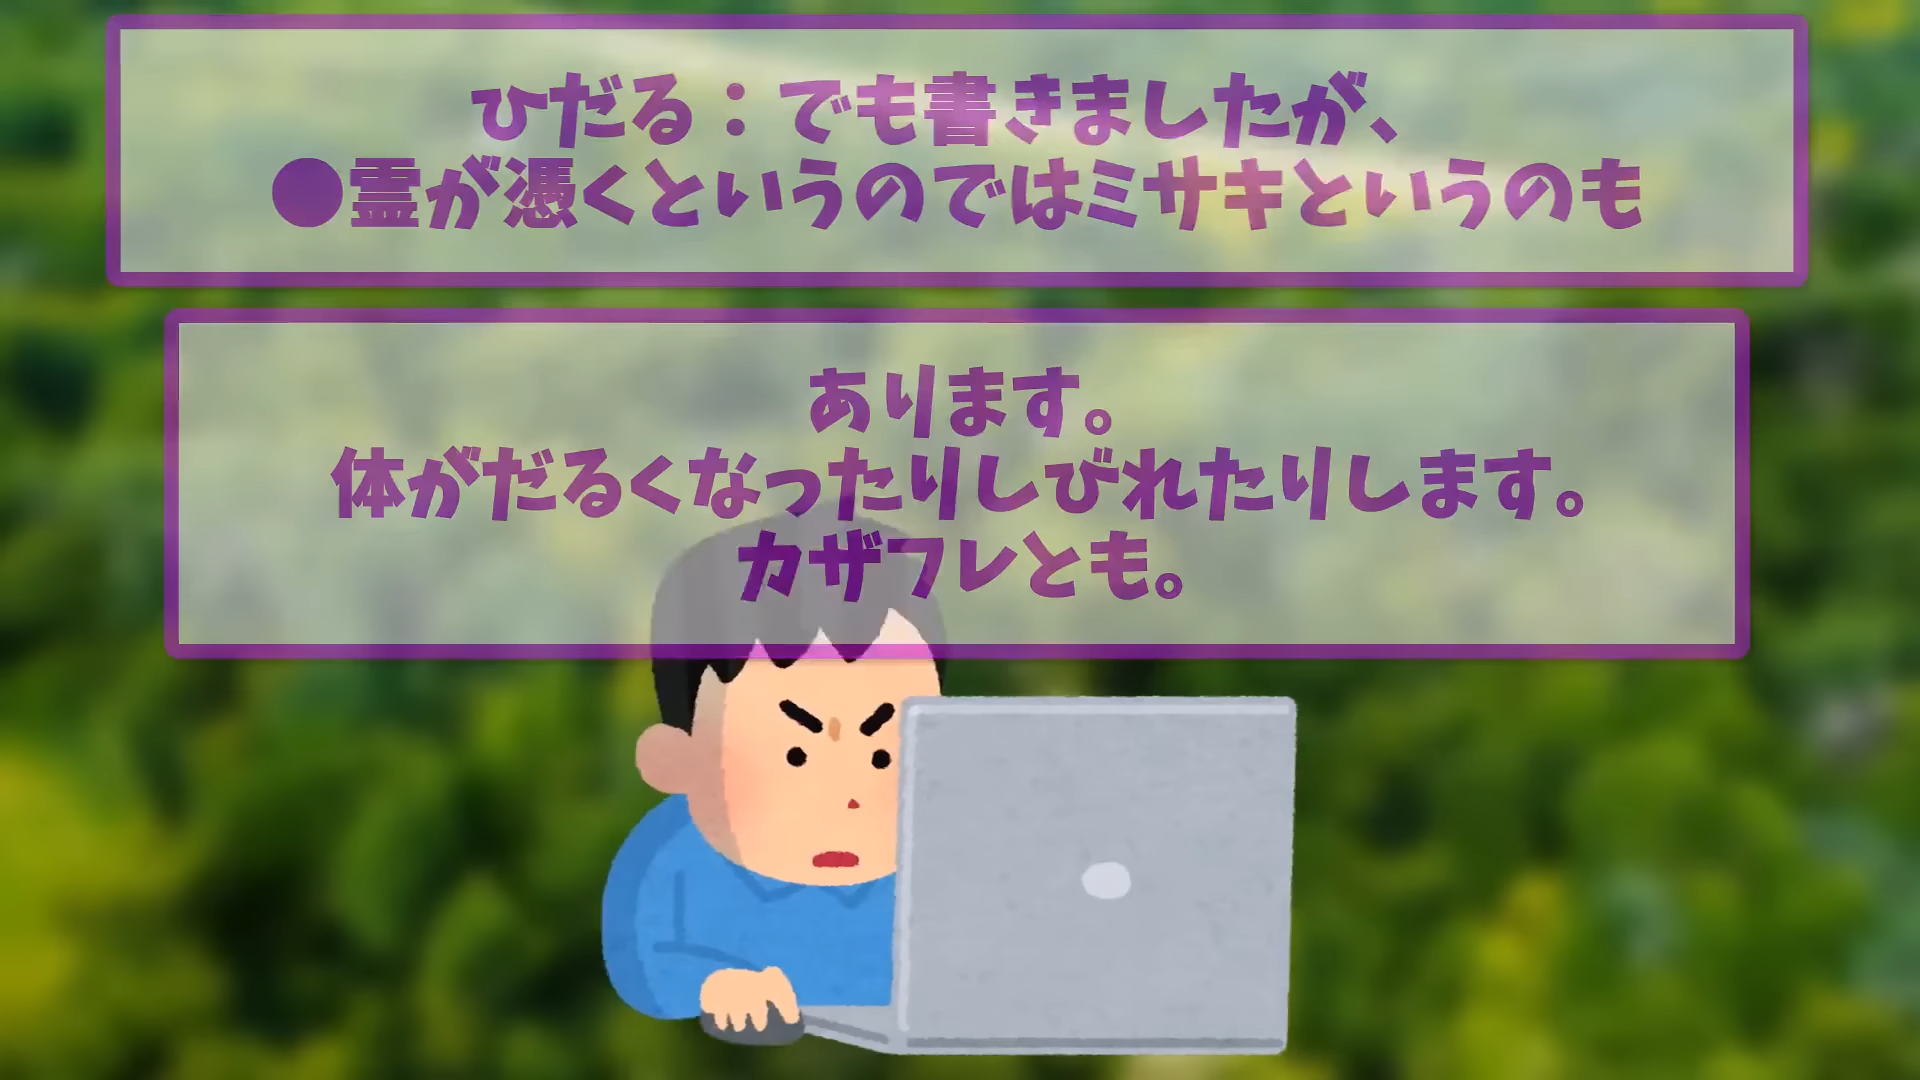 ひだる：でも書きましたが、
●霊が憑くというのではミサキというのも
あります。
体がだるくなったりしびれたりします。
カザフレとも。